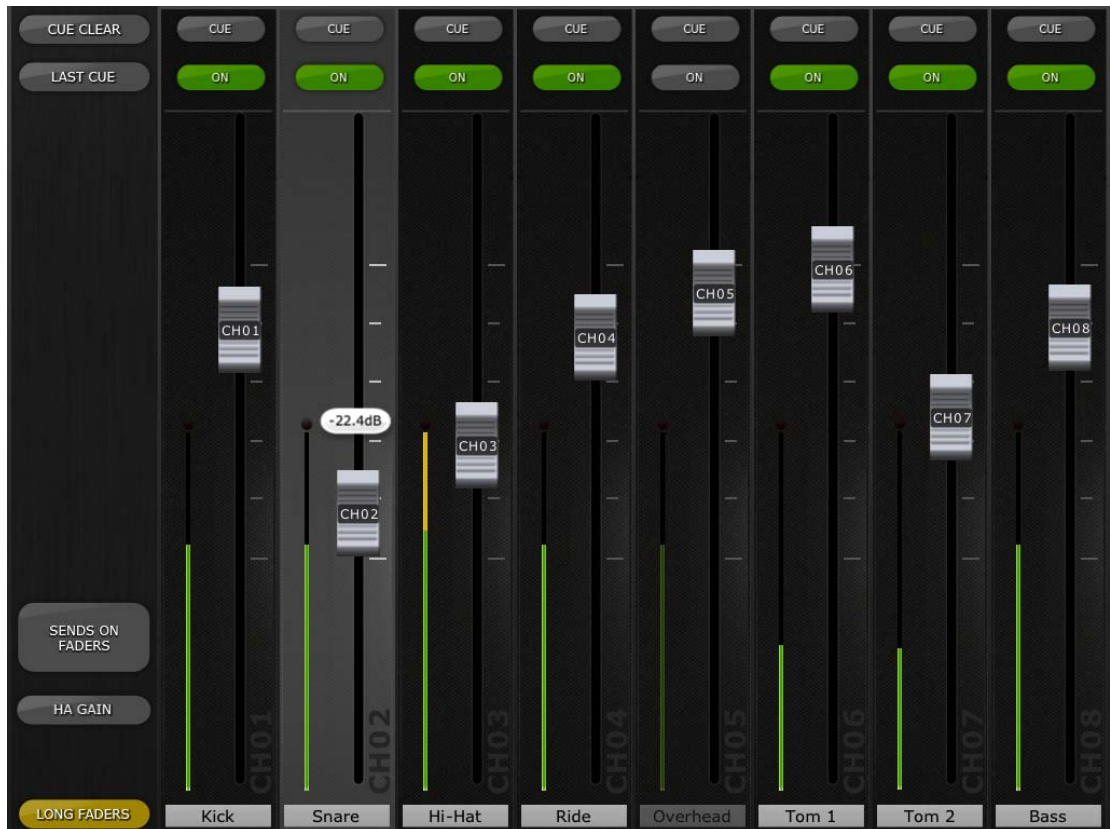 CUE CLEAR
CUE
CUE
CUE
CUE
CUE
CUE
CUE
CUE
LAST CUE
ON
ON
ON
ON
ON
ON
ON
ON
CH06
CH05
CH01
CH04
CH08
-22.4dB
CH07
CH03
CH02
SENDS ON
FADERS
HA GAIN
CH01
CH02
CH03
CH04
CH05
CH06
CH07
CH08
LONG FADERS
Kick
Snare
Hi-Hat
Ride
Overhead
Tom 1
Tom 2
Bass